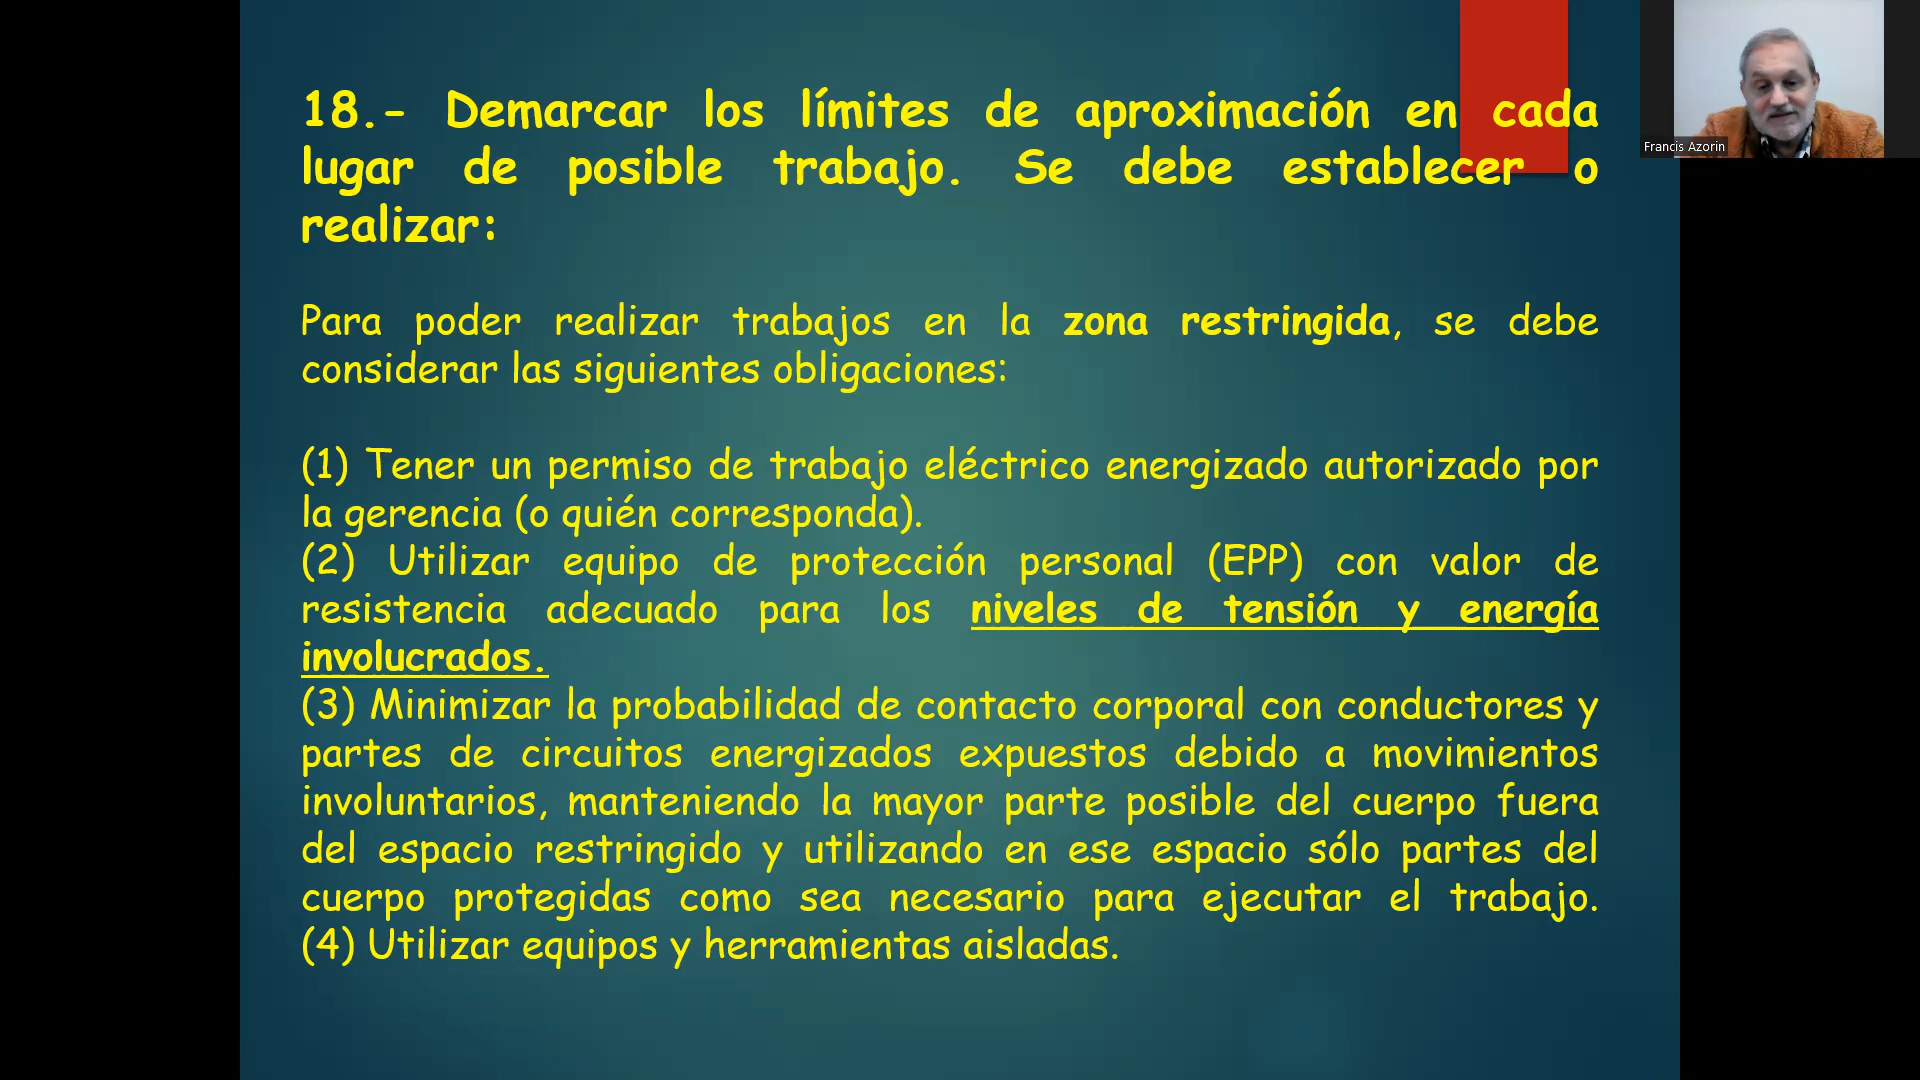 18.- Demarcar los límites de aproximación en cada
lugar de posible trabajo. Se debe establecer o
realizar:
Para poder realizar trabajos en la zona restringida, se debe
considerar las siguientes obligaciones:
(1) Tener un permiso de trabajo eléctrico energizado autorizado por
la gerencia (o quién corresponda).
(2) Utilizar equipo de protección personal (EPP) con valor de
resistencia adecuado para los niveles de tensión y energía
involucrados.
(3) Minimizar la probabilidad de contacto corporal con conductores y
partes de circuitos energizados expuestos debido a movimientos
involuntarios, manteniendo la mayor parte posible del cuerpo fuera
del espacio restringido y utilizando en ese espacio sólo partes del
cuerpo protegidas como sea necesario para ejecutar el trabajo.
(4) Utilizar equipos y herramientas aisladas.
Francis Azorin